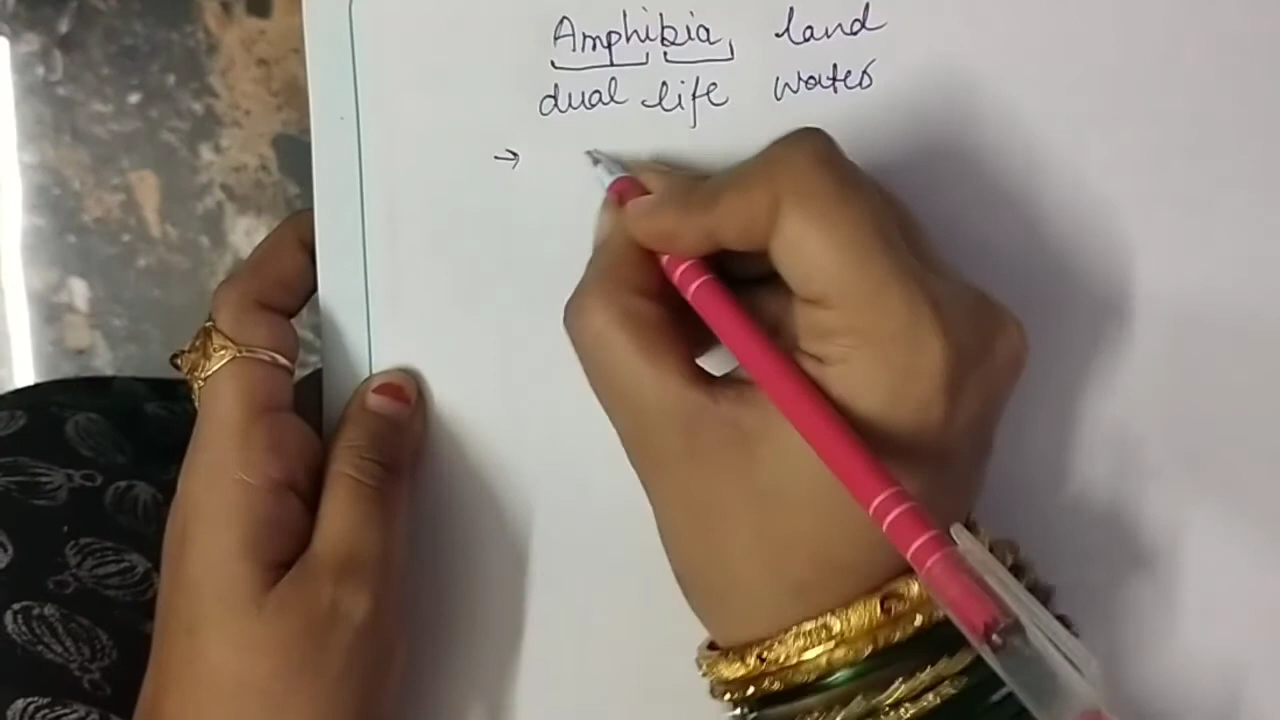 Amphibia, land
dual life water
→